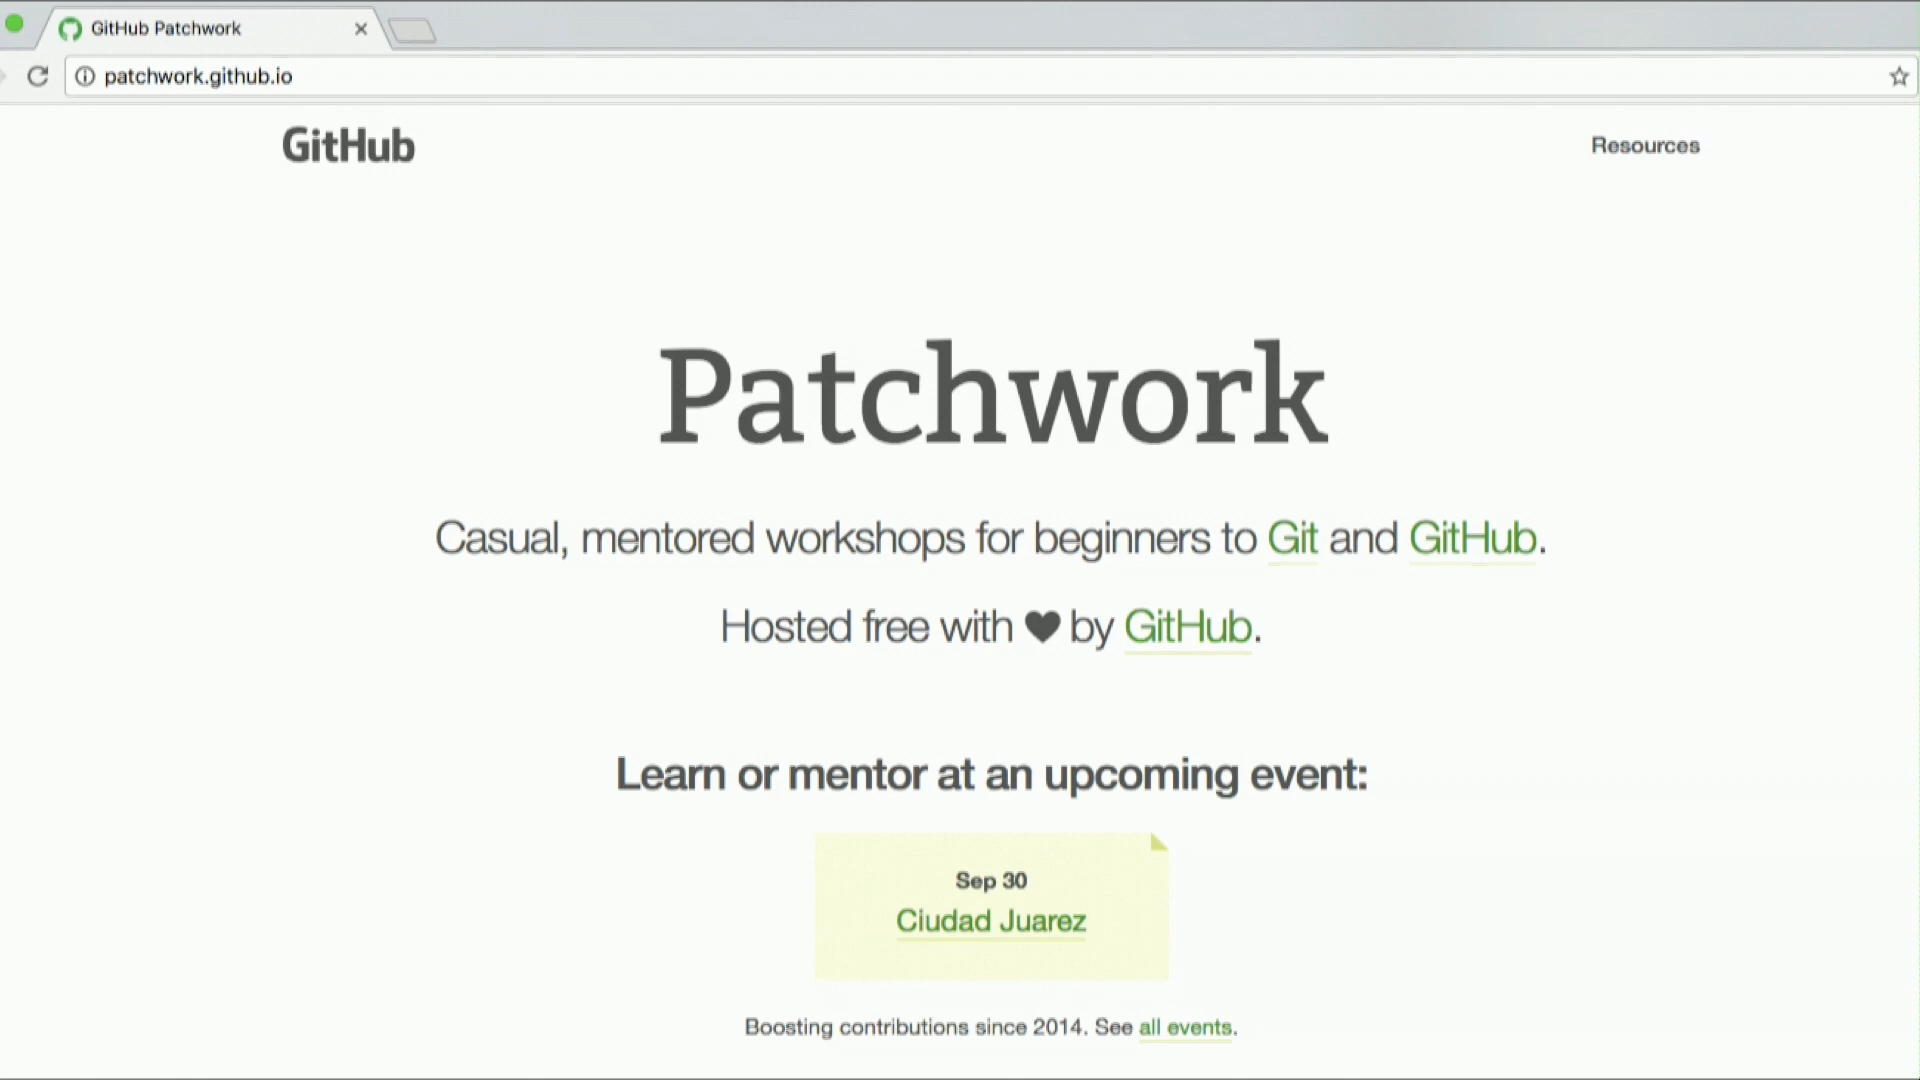 GitHub Patchwork
patchwork.github.io
GitHub
Resources
Patchwork
Casual, mentored workshops for beginners to Git and GitHub.
Hosted free with ♥ by GitHub.
Learn or mentor at an upcoming event:
Sep 30
Ciudad Juarez
Boosting contributions since 2014. See all events.